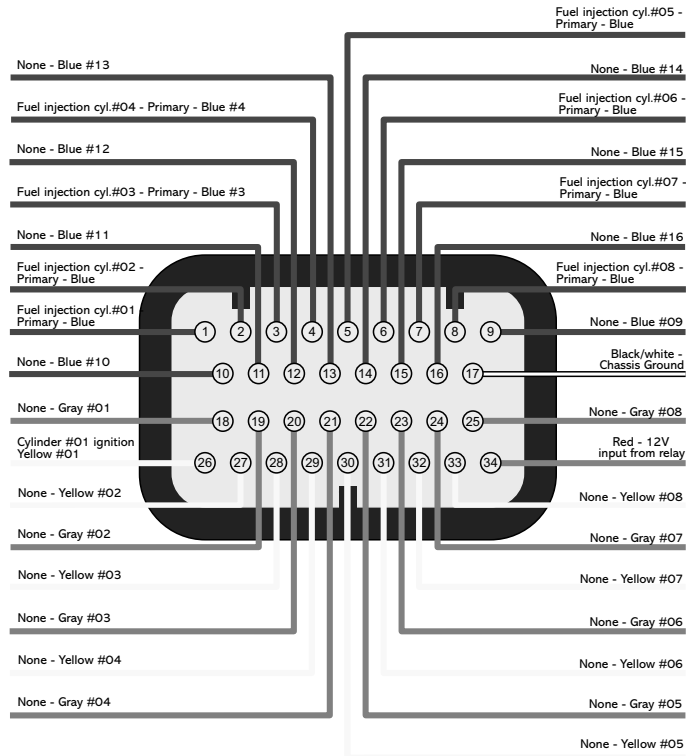 Fuel injection cyl.#05 -
Primary - Blue
None - Blue #13
None - Blue #14
Fuel injection cyl.#04 - Primary - Blue #4
Fuel injection cyl.#06 -
Primary - Blue
None - Blue #12
None - Blue #15
Fuel injection cyl.#03 - Primary - Blue #3
Fuel injection cyl.#07 -
Primary - Blue
None - Blue #11
None - Blue #16
Fuel injection cyl.#02 -
Primary - Blue
Fuel injection cyl.#08 -
Primary - Blue
Fuel injection cyl.#01 -
Primary - Blue
1 2 3 4 5 6 7 8 9
None - Blue #09
None - Blue #10
10 11 12 13 14 15 16 17
Black/white -
Chassis Ground
None - Gray #01
18 19 20 21 22 23 24 25
None - Gray #08
Cylinder #01 ignition
Yellow #01
26 27 28 29 30 31 32 33 34
Red - 12V
input from relay
None - Yellow #02
None - Yellow #08
None - Gray #02
None - Gray #07
None - Yellow #03
None - Yellow #07
None - Gray #03
None - Gray #06
None - Yellow #04
None - Yellow #06
None - Gray #04
None - Gray #05
None - Yellow #05